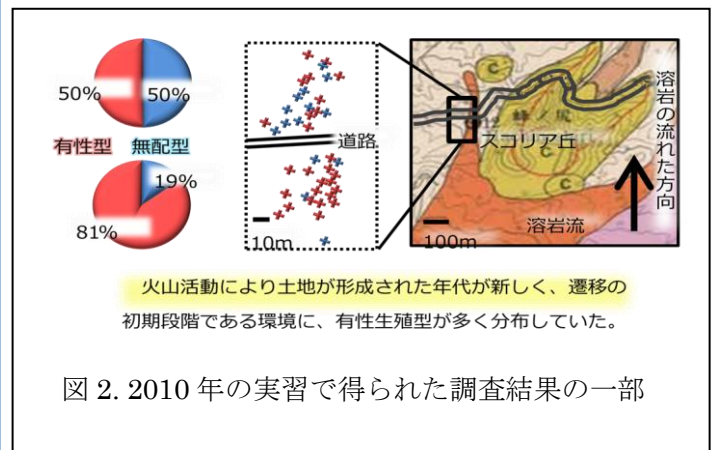 50%
50%
有性型
無配型
19%
81%
道路
10m
スコリア丘
溶岩流
100m
溶岩の流れた方向
C
C
C
火山活動により土地が形成された年代が新しく、遷移の
初期段階である環境に、有性生殖型が多く分布していた。
図 2. 2010 年の実習で得られた調査結果の一部